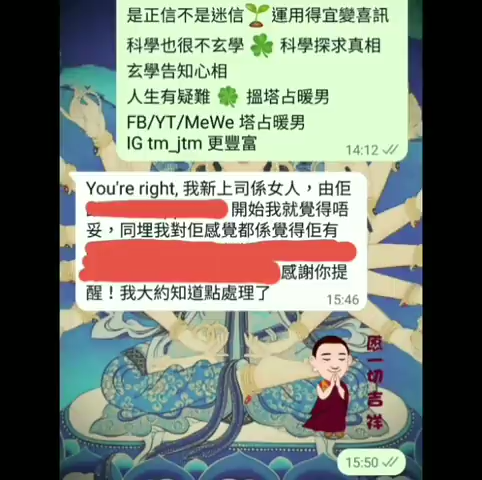 是正信不是迷信🌱運用得宜變喜訊
科學也很不玄學 🍀 科學探求真相
玄學告知心相
人生有疑難 🍀 搵塔占暖男
FB/YT/MeWe 塔占暖男
IG tm_jtm 更豐富
14:12
You're right, 我新上司係女人，由佢
開始我就覺得唔
妥，同埋我對佢感覺都係覺得佢有
感謝你提
醒！我大約知道點處理了
15:46
愿一切吉祥
15:50